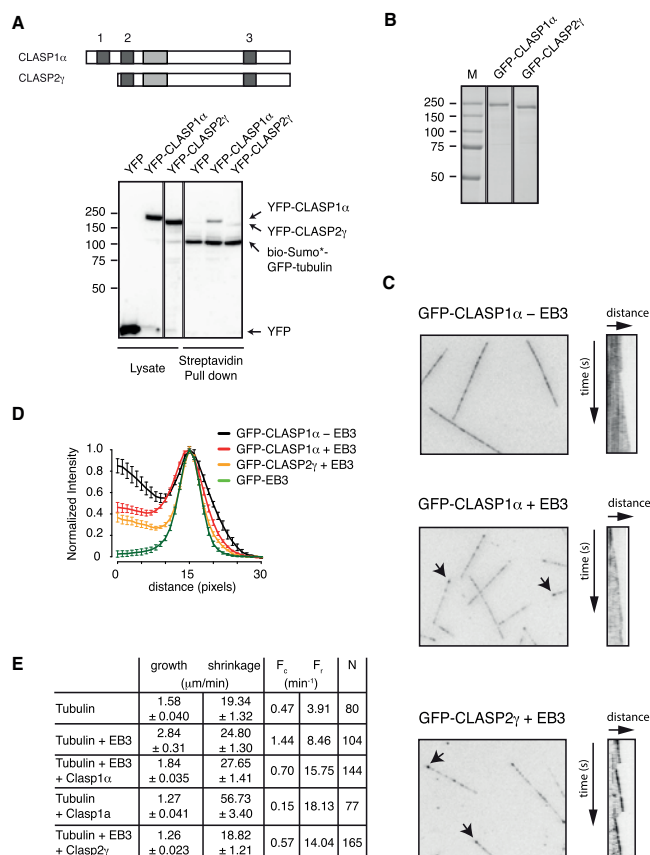 A
1 2 3
CLASP1α
CLASP2γ
YFP
YFP-CLASP1α
YFP-CLASP2γ
YFP
YFP-CLASP1α
YFP-CLASP2γ
250
150
100
75
50
YFP-CLASP1α
YFP-CLASP2γ
bio-Sumo*-
GFP-tubulin
YFP
Lysate
Streptavidin
Pull down
B
M
GFP-CLASP1α
GFP-CLASP2γ
250
150
100
75
50
C
GFP-CLASP1α – EB3
distance
time (s)
GFP-CLASP1α + EB3
distance
time (s)
GFP-CLASP2γ + EB3
distance
time (s)
D
GFP-CLASP1α – EB3
GFP-CLASP1α + EB3
GFP-CLASP2γ + EB3
GFP-EB3
Normalized Intensity
1.0
0.8
0.6
0.4
0.2
0
0 15 30
distance (pixels)
E
growth shrinkage Fc Fr N
(μm/min) (min-1)
Tubulin 1.58 ± 0.040 19.34 ± 1.32 0.47 3.91 80
Tubulin + EB3 2.84 ± 0.31 24.80 ± 1.30 1.44 8.46 104
Tubulin + EB3 + Clasp1α 1.84 ± 0.035 27.65 ± 1.41 0.70 15.75 144
Tubulin + Clasp1a 1.27 ± 0.041 56.73 ± 3.40 0.15 18.13 77
Tubulin + EB3 + Clasp2γ 1.26 ± 0.023 18.82 ± 1.21 0.57 14.04 165